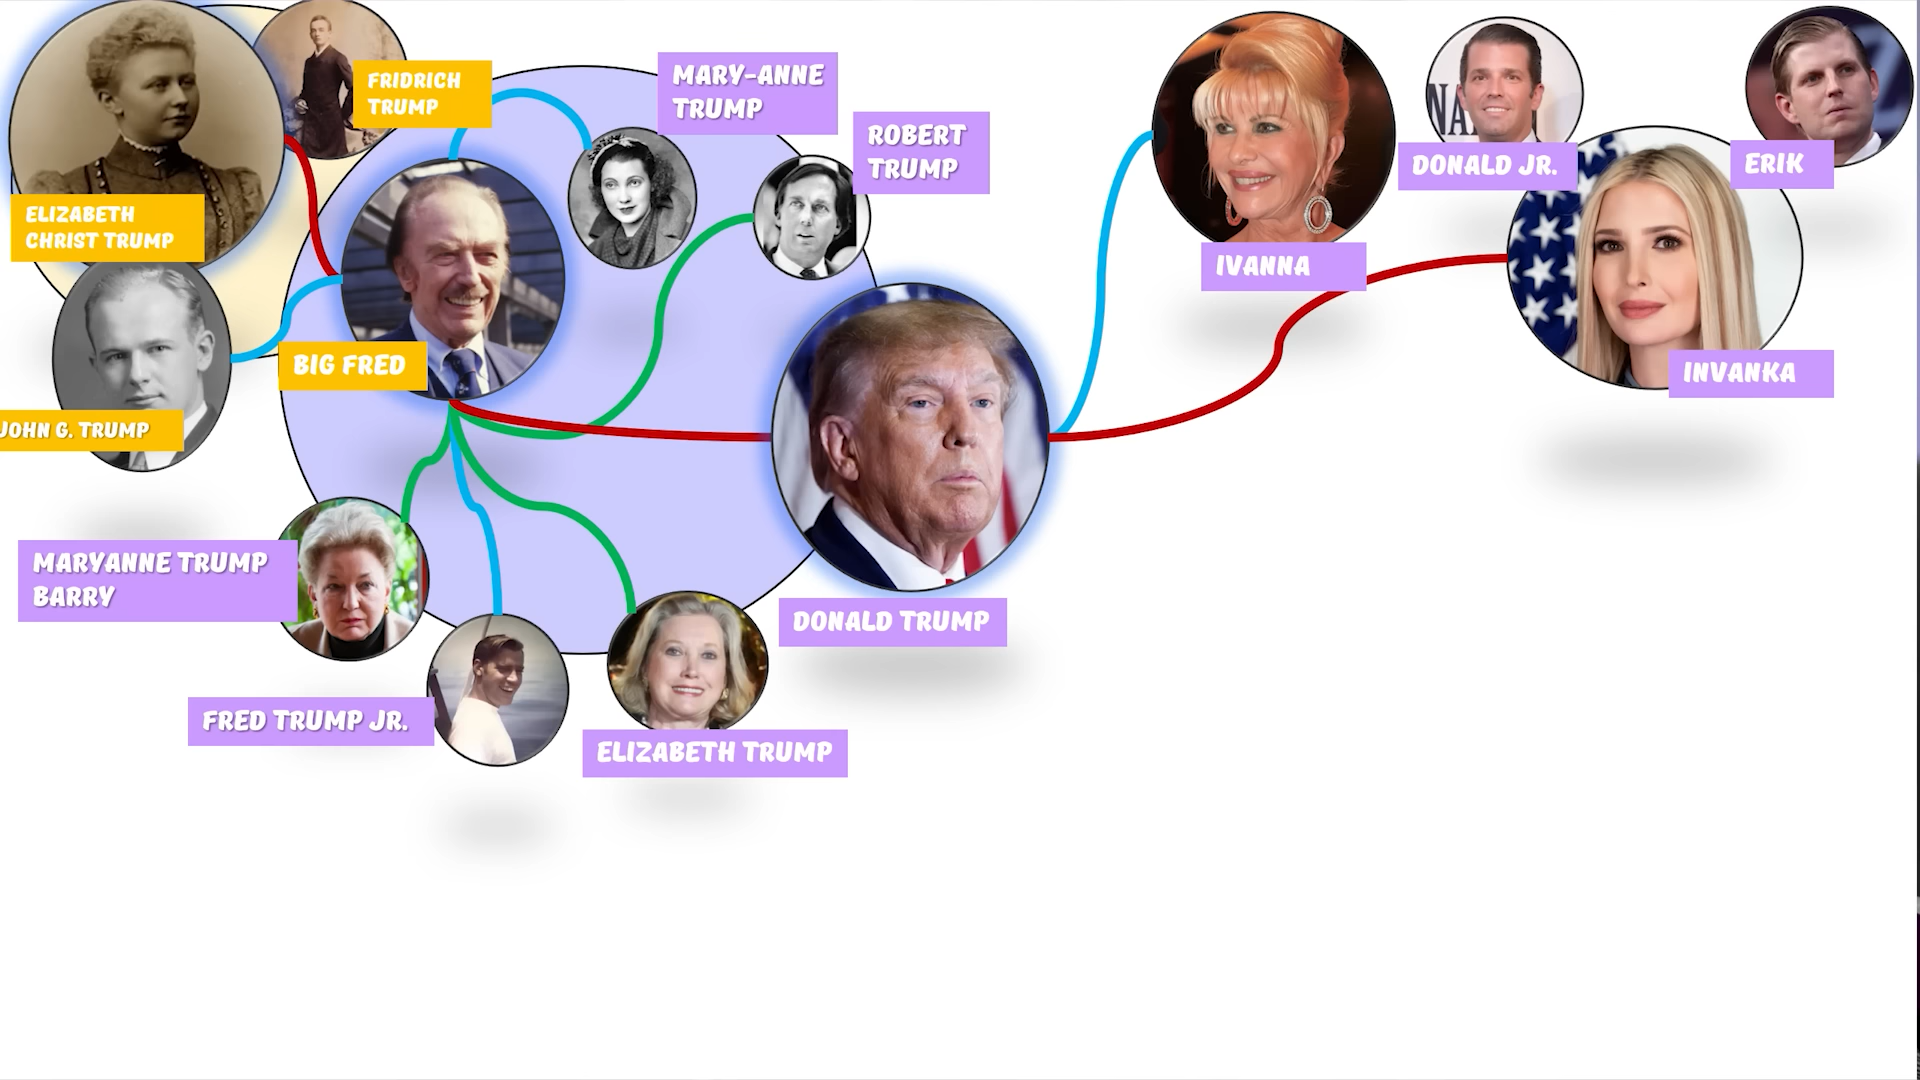 FRIDRICH
TRUMP
MARY-ANNE
TRUMP
ROBERT
TRUMP
DONALD JR.
ERIK
ELIZABETH
CHRIST TRUMP
IVANNA
BIG FRED
INVANKA
JOHN G. TRUMP
MARYANNE TRUMP
BARRY
DONALD TRUMP
FRED TRUMP JR.
ELIZABETH TRUMP